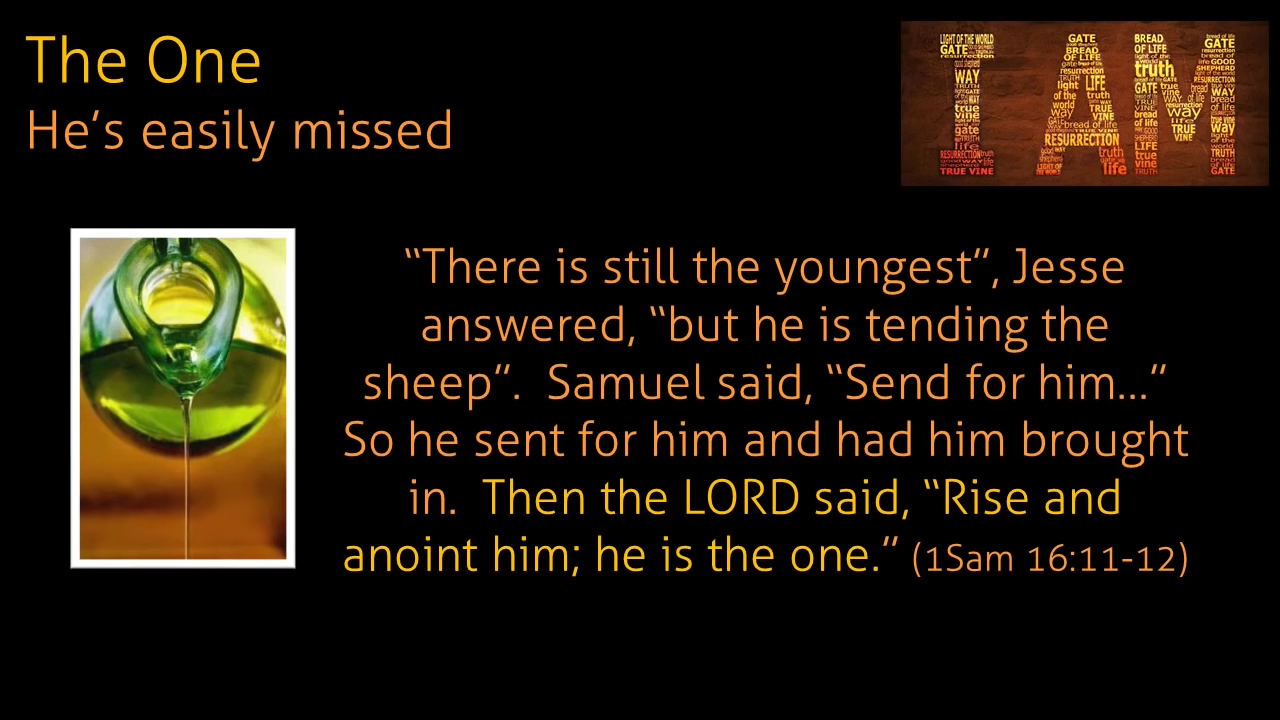 The One
He’s easily missed
I AM
“There is still the youngest”, Jesse
answered, “but he is tending the
sheep”.  Samuel said, “Send for him...”
So he sent for him and had him brought
in.  Then the LORD said, “Rise and
anoint him; he is the one.” (1Sam 16:11-12)